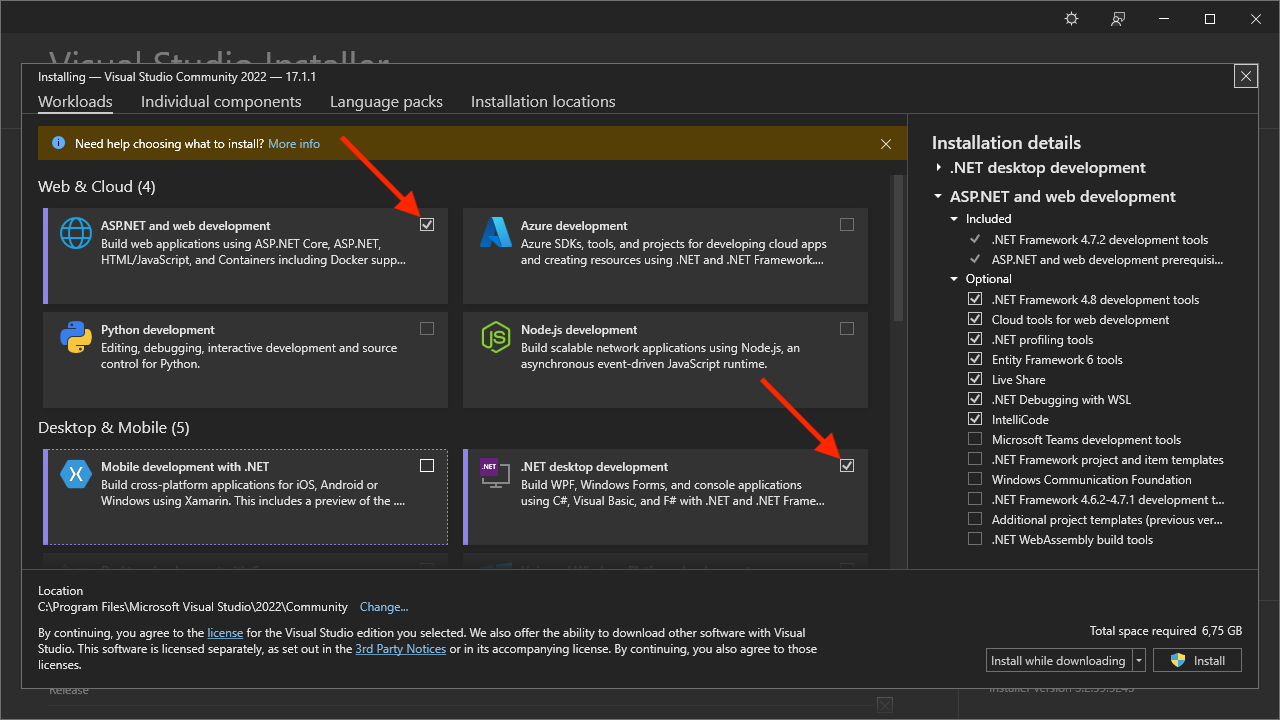 Visual Studio Installer
Installing — Visual Studio Community 2022 — 17.1.1
Workloads
Individual components
Language packs
Installation locations
Need help choosing what to install? More info
Web & Cloud (4)
ASP.NET and web development
Build web applications using ASP.NET Core, ASP.NET,
HTML/JavaScript, and Containers including Docker supp...
Azure development
Azure SDKs, tools, and projects for developing cloud apps
and creating resources using .NET and .NET Framework....
Python development
Editing, debugging, interactive development and source
control for Python.
Node.js development
Build scalable network applications using Node.js, an
asynchronous event-driven JavaScript runtime.
Desktop & Mobile (5)
Mobile development with .NET
Build cross-platform applications for iOS, Android or
Windows using Xamarin. This includes a preview of the ....
.NET
.NET desktop development
Build WPF, Windows Forms, and console applications
using C#, Visual Basic, and F# with .NET and .NET Frame...
Installation details
.NET desktop development
ASP.NET and web development
Included
.NET Framework 4.7.2 development tools
ASP.NET and web development prerequisi...
Optional
.NET Framework 4.8 development tools
Cloud tools for web development
.NET profiling tools
Entity Framework 6 tools
Live Share
.NET Debugging with WSL
IntelliCode
Microsoft Teams development tools
.NET Framework project and item templates
Windows Communication Foundation
.NET Framework 4.6.2-4.7.1 development t...
Additional project templates (previous ver...
.NET WebAssembly build tools
Location
C:\Program Files\Microsoft Visual Studio\2022\Community Change...
By continuing, you agree to the license for the Visual Studio edition you selected. We also offer the ability to download other software with Visual
Studio. This software is licensed separately, as set out in the 3rd Party Notices or in its accompanying license. By continuing, you also agree to those
licenses.
Total space required 6,75 GB
Install while downloading
Install
Release